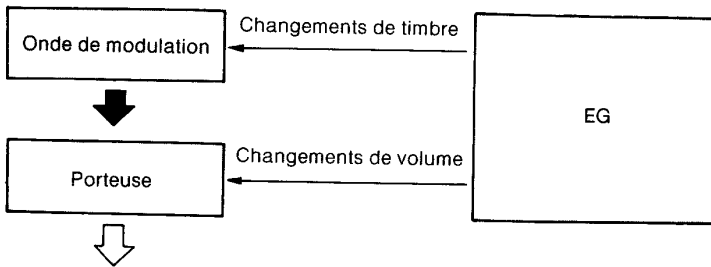 Changements de timbre
Onde de modulation
EG
Changements de volume
Porteuse